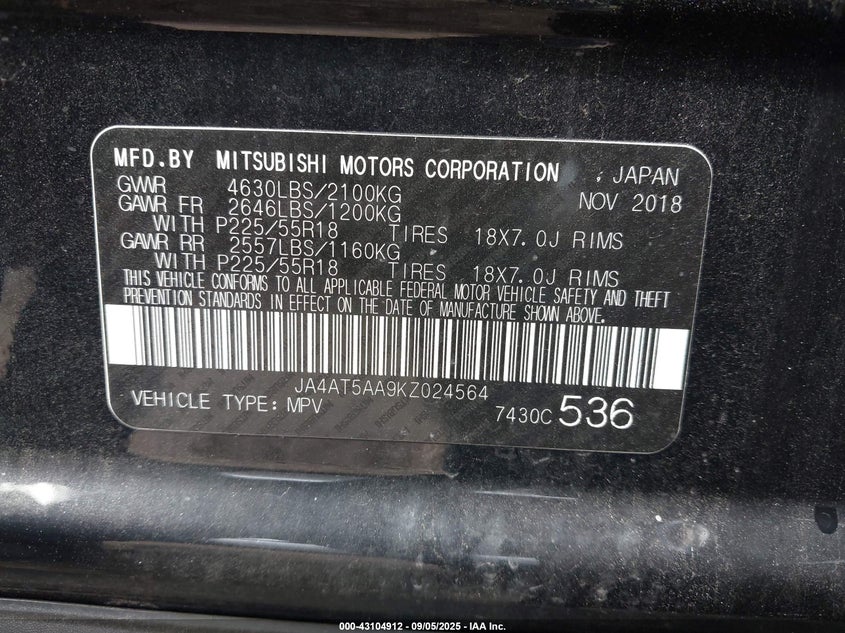 MFD.BY MITSUBISHI MOTORS CORPORATION , JAPAN
GVWR 4630LBS/2100KG NOV 2018
GAWR FR 2646LBS/1200KG
WITH P225/55R18 TIRES 18X7.0J RIMS
GAWR RR 2557LBS/1160KG
WITH P225/55R18 TIRES 18X7.0J RIMS
THIS VEHICLE CONFORMS TO ALL APPLICABLE FEDERAL MOTOR VEHICLE SAFETY AND THEFT
PREVENTION STANDARDS IN EFFECT ON THE DATE OF MANUFACTURE SHOWN ABOVE.
JA4AT5AA9KZ024564
VEHICLE TYPE: MPV 7430C 536
000-43104912 - 09/05/2025 - IAA Inc.